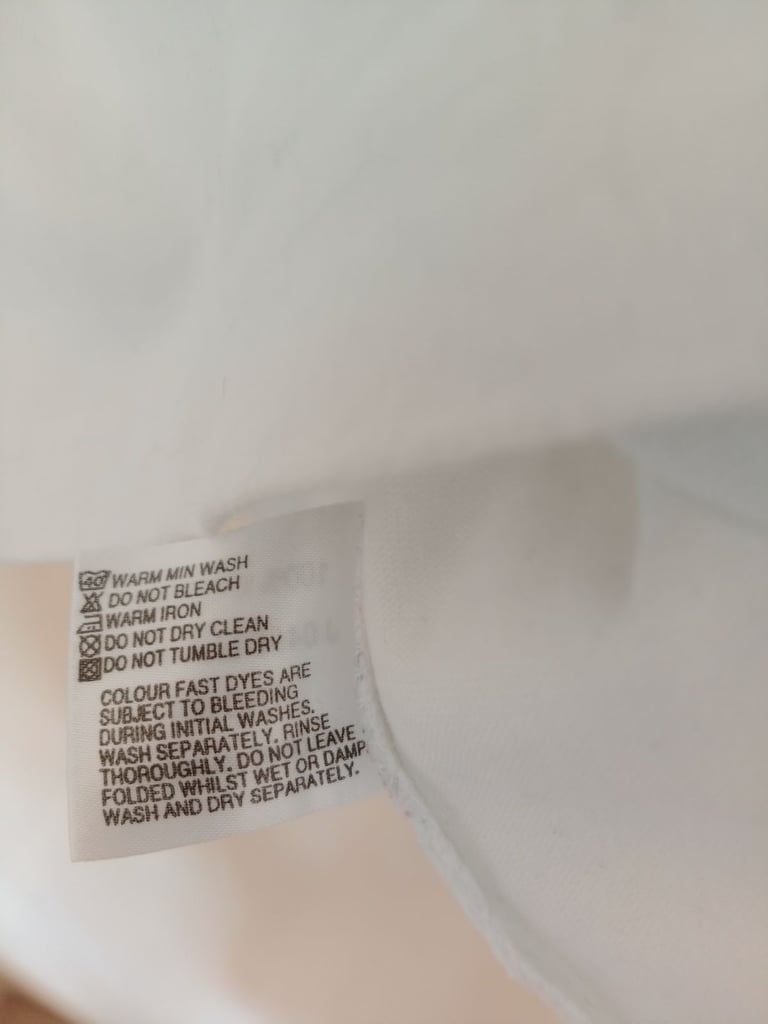 40 WARM MIN WASH
DO NOT BLEACH
WARM IRON
DO NOT DRY CLEAN
DO NOT TUMBLE DRY
COLOUR FAST DYES ARE
SUBJECT TO BLEEDING
DURING INITIAL WASHES.
WASH SEPARATELY. RINSE
THOROUGHLY. DO NOT LEAVE
FOLDED WHILST WET OR DAMP.
WASH AND DRY SEPARATELY.